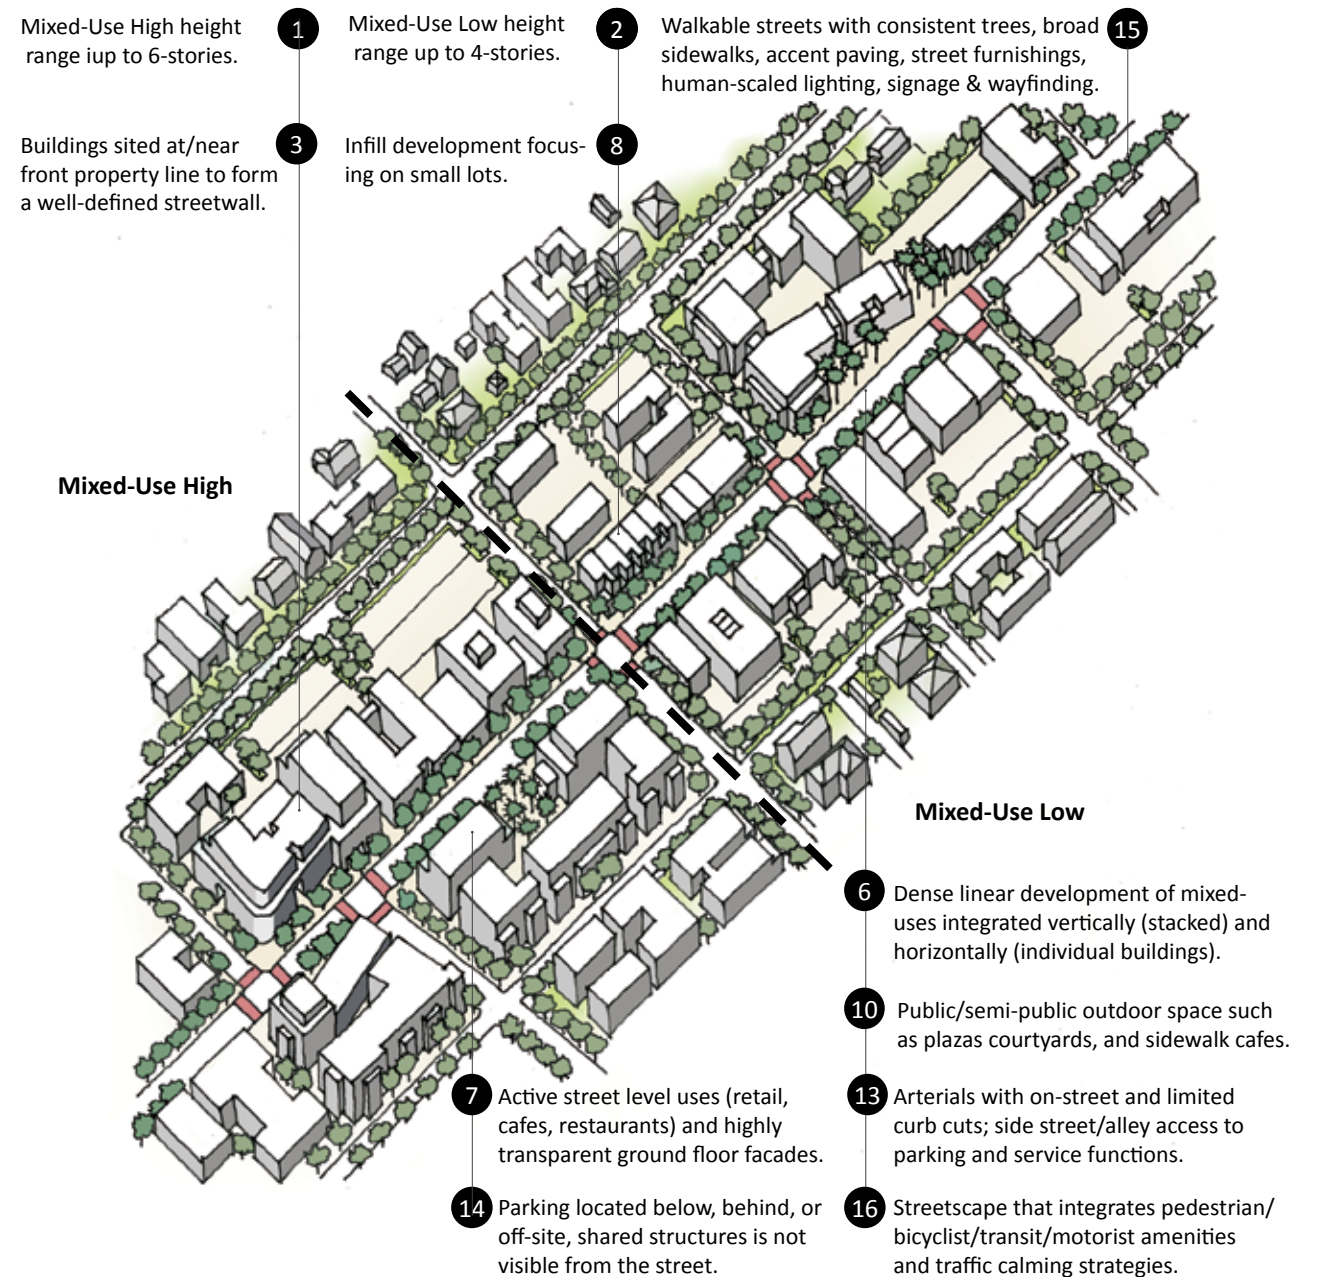 Mixed-Use High height
range iup to 6-stories.
1
Mixed-Use Low height
range up to 4-stories.
2
Walkable streets with consistent trees, broad
sidewalks, accent paving, street furnishings,
human-scaled lighting, signage & wayfinding.
15
Buildings sited at/near
front property line to form
a well-defined streetwall.
3
Infill development focus-
ing on small lots.
8
Mixed-Use High
Mixed-Use Low
6
Dense linear development of mixed-
uses integrated vertically (stacked) and
horizontally (individual buildings).
10
Public/semi-public outdoor space such
as plazas courtyards, and sidewalk cafes.
7
Active street level uses (retail,
cafes, restaurants) and highly
transparent ground floor facades.
13
Arterials with on-street and limited
curb cuts; side street/alley access to
parking and service functions.
14
Parking located below, behind, or
off-site, shared structures is not
visible from the street.
16
Streetscape that integrates pedestrian/
bicyclist/transit/motorist amenities
and traffic calming strategies.